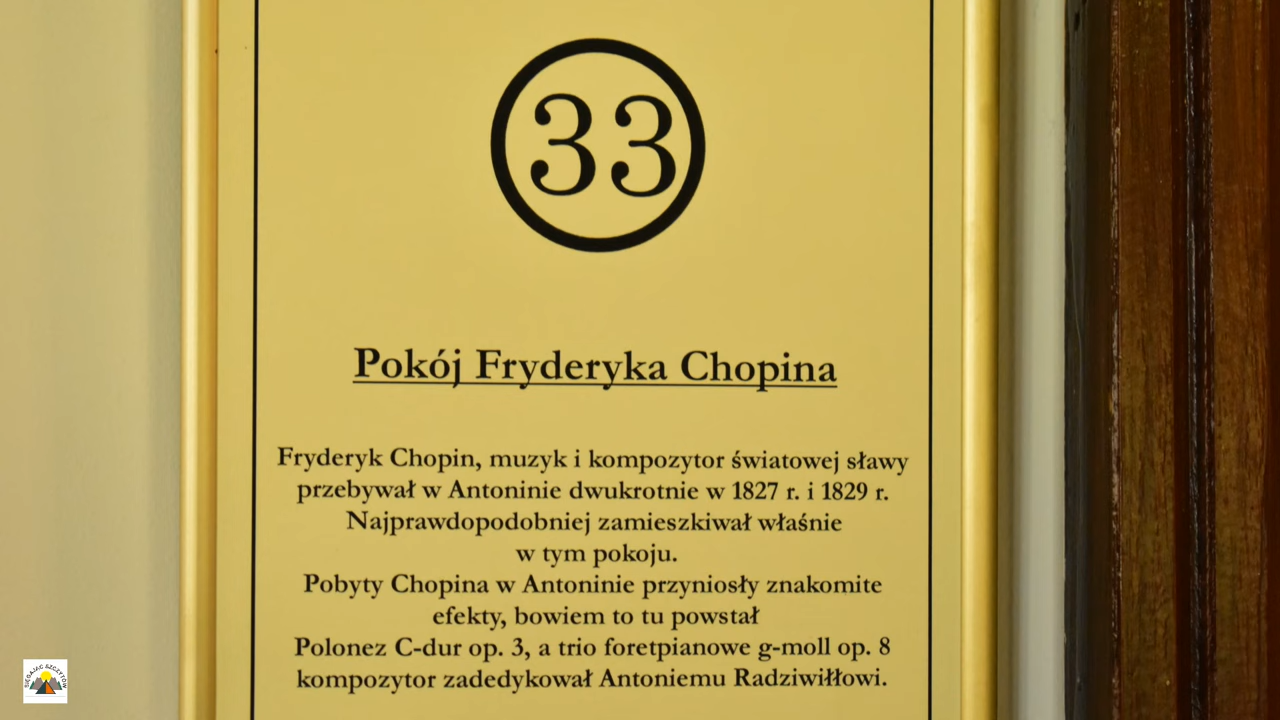 33
Pokój Fryderyka Chopina
Fryderyk Chopin, muzyk i kompozytor światowej sławy
przebywał w Antoninie dwukrotnie w 1827 r. i 1829 r.
Najprawdopodobniej zamieszkiwał właśnie
w tym pokoju.
Pobyty Chopina w Antoninie przyniosły znakomite
efekty, bowiem to tu powstał
Polonez C-dur op. 3, a trio foretpianowe g-moll op. 8
kompozytor zadedykował Antoniemu Radziwiłłowi.
SIĘGAJĄC SZCZYTÓW